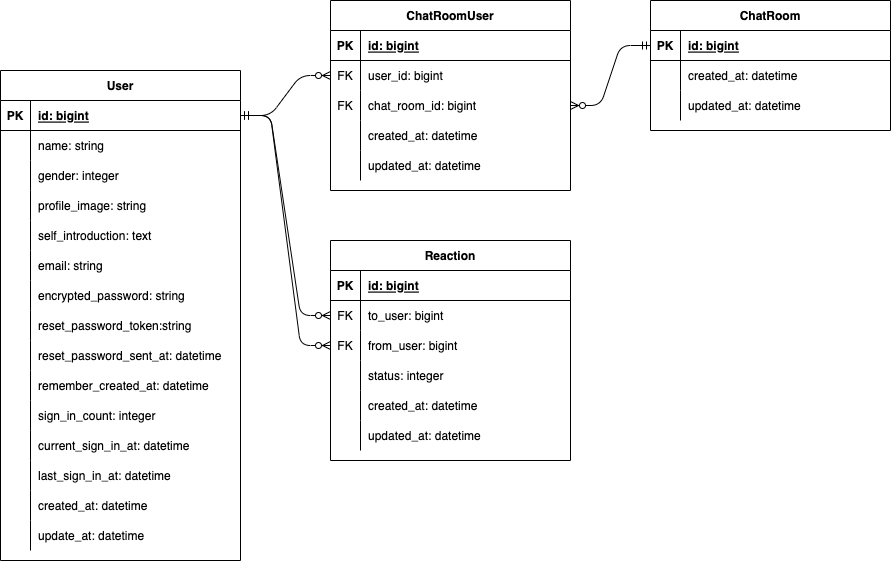 User
PK id: bigint
name: string
gender: integer
profile_image: string
self_introduction: text
email: string
encrypted_password: string
reset_password_token:string
reset_password_sent_at: datetime
remember_created_at: datetime
sign_in_count: integer
current_sign_in_at: datetime
last_sign_in_at: datetime
created_at: datetime
update_at: datetime
ChatRoomUser
PK id: bigint
FK user_id: bigint
FK chat_room_id: bigint
created_at: datetime
updated_at: datetime
Reaction
PK id: bigint
FK to_user: bigint
FK from_user: bigint
status: integer
created_at: datetime
updated_at: datetime
ChatRoom
PK id: bigint
created_at: datetime
updated_at: datetime